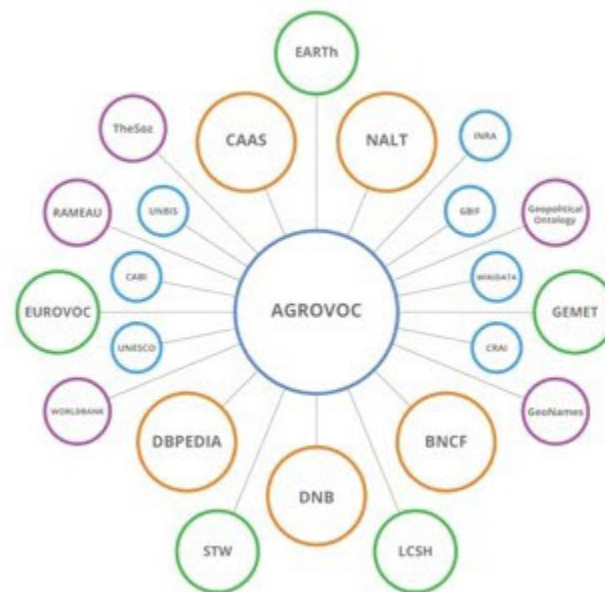 EARTh
TheSoz
CAAS
NALT
INRA
RAMEAU
UNBIS
GBIF
Geopolitical
Ontology
CABI
WIKIDATA
EUROVOC
AGROVOC
GEMET
UNESCO
CRAI
WORLDBANK
GeoNames
DBPEDIA
BNCF
DNB
STW
LCSH